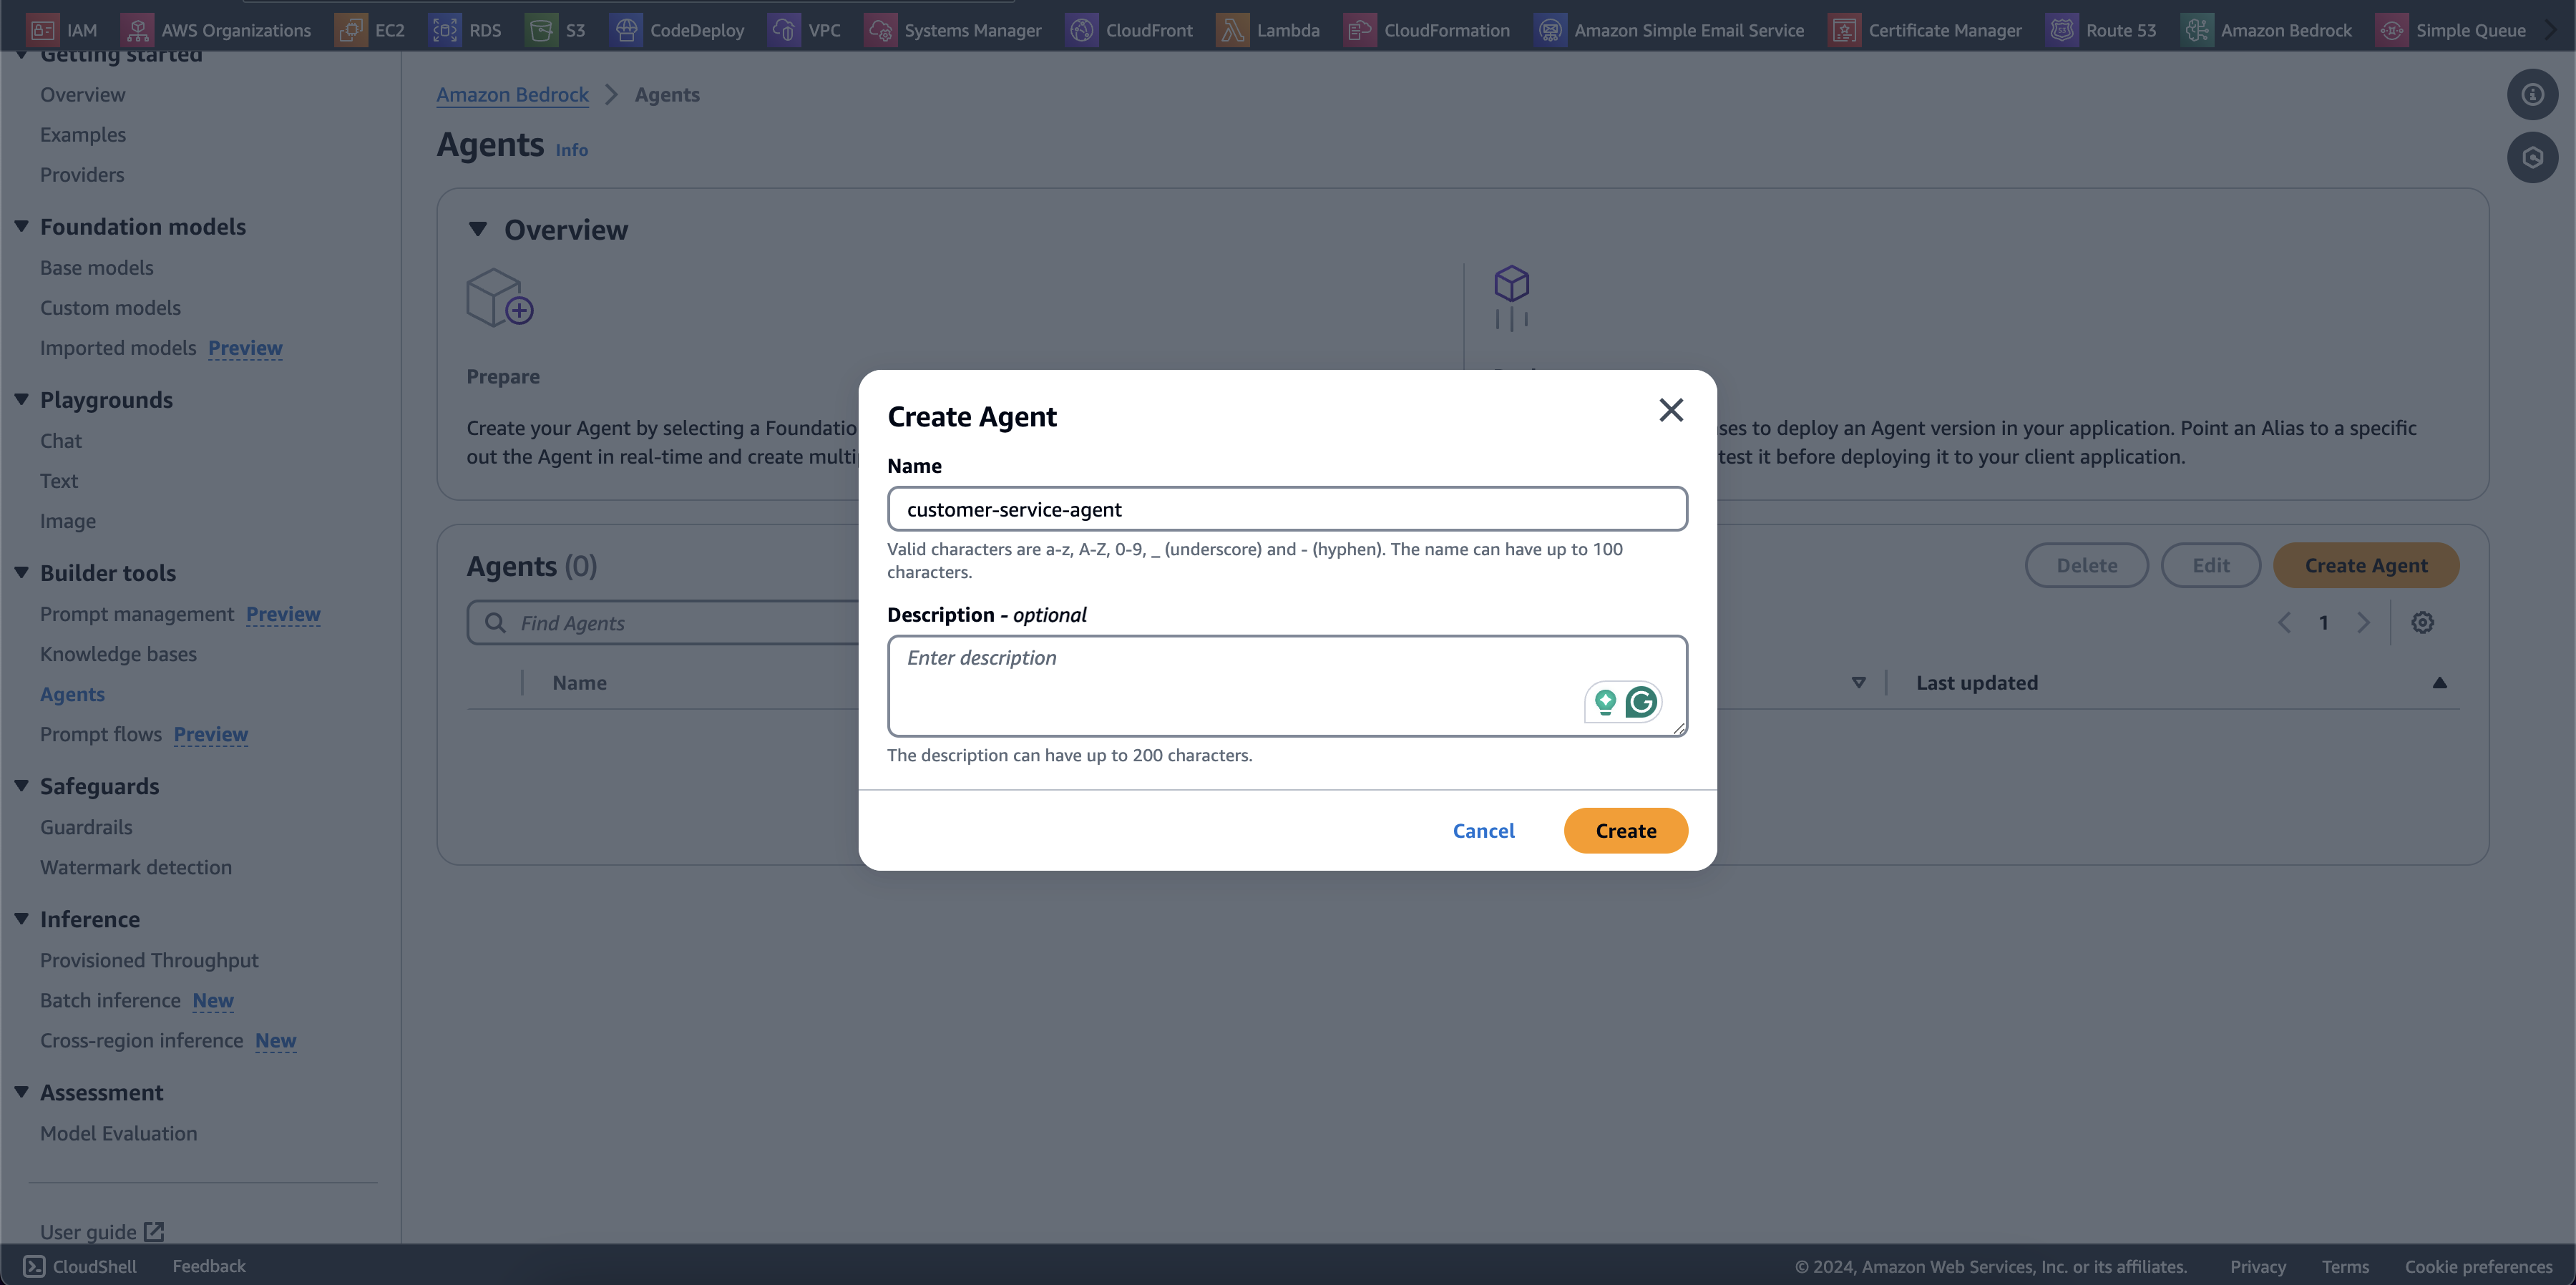 IAM AWS Organizations EC2 RDS S3 CodeDeploy VPC Systems Manager CloudFront Lambda CloudFormation Amazon Simple Email Service Certificate Manager Route 53 Amazon Bedrock Simple Queue
Getting started
Overview
Examples
Providers
Foundation models
Base models
Custom models
Imported models Preview
Playgrounds
Chat
Text
Image
Builder tools
Prompt management Preview
Knowledge bases
Agents
Prompt flows Preview
Safeguards
Guardrails
Watermark detection
Inference
Provisioned Throughput
Batch inference New
Cross-region inference New
Assessment
Model Evaluation
User guide
Amazon Bedrock > Agents
Agents Info
Overview
Prepare
Create your Agent by selecting a Foundatio
out the Agent in real-time and create multi
ses to deploy an Agent version in your application. Point an Alias to a specific
test it before deploying it to your client application.
Agents (0)
Delete Edit Create Agent
Find Agents
1
Name
Last updated
Create Agent
Name
customer-service-agent
Valid characters are a-z, A-Z, 0-9, _ (underscore) and - (hyphen). The name can have up to 100
characters.
Description - optional
Enter description
The description can have up to 200 characters.
Cancel Create
CloudShell Feedback
© 2024, Amazon Web Services, Inc. or its affiliates. Privacy Terms Cookie preferences